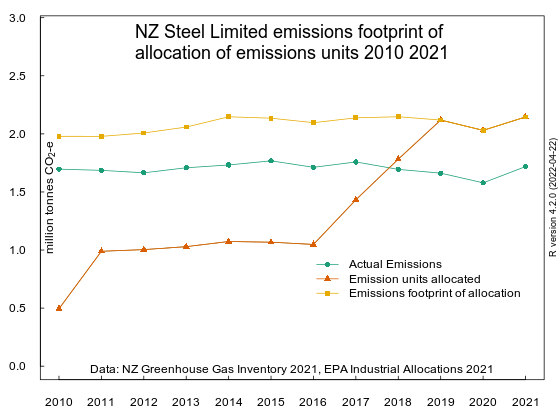 NZ Steel Limited emissions footprint of
allocation of emissions units 2010 2021
3.0
2.5
2.0
1.5
1.0
0.5
0.0
million tonnes CO2-e
Actual Emissions
Emission units allocated
Emissions footprint of allocation
Data: NZ Greenhouse Gas Inventory 2021, EPA Industrial Allocations 2021
2010 2011 2012 2013 2014 2015 2016 2017 2018 2019 2020 2021
R version 4.2.0 (2022-04-22)